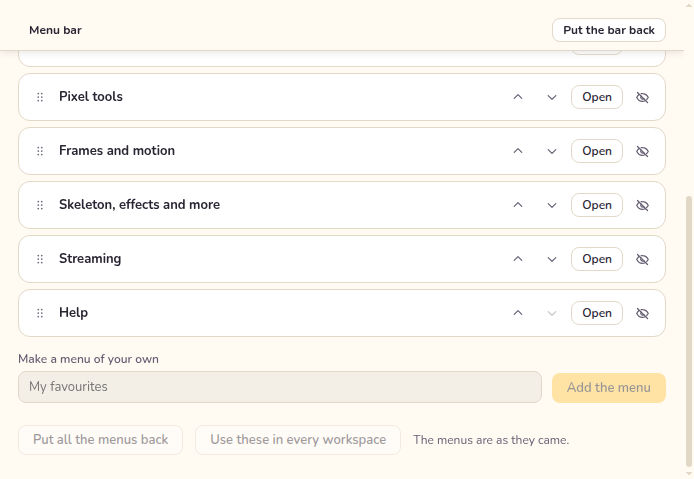 Menu bar
Put the bar back
Pixel tools
Open
Frames and motion
Open
Skeleton, effects and more
Open
Streaming
Open
Help
Open
Make a menu of your own
My favourites
Add the menu
Put all the menus back
Use these in every workspace
The menus are as they came.